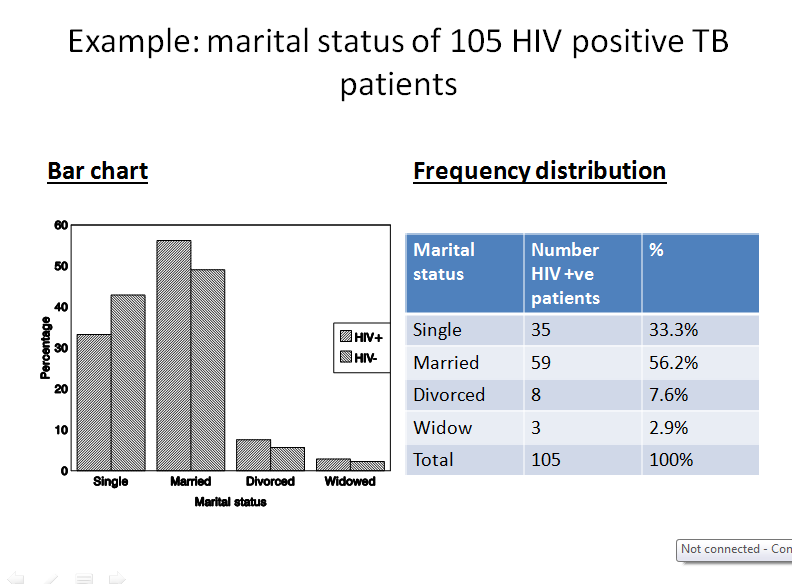 Example: marital status of 105 HIV positive TB
patients
Bar chart
Frequency distribution
60
50
40
30
20
10
0
Percentage
HIV+
HIV-
Single Married Divorced Widowed
Marital status
Marital status Number HIV +ve patients %
Single 35 33.3%
Married 59 56.2%
Divorced 8 7.6%
Widow 3 2.9%
Total 105 100%
Not connected - Con